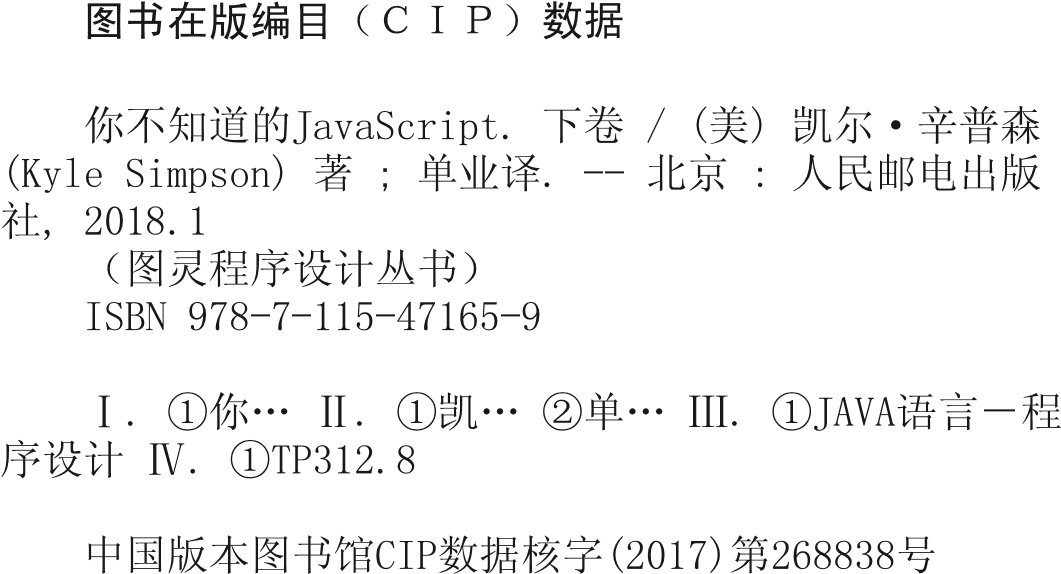 图书在版编目（ＣＩＰ）数据
你不知道的JavaScript. 下卷 / (美) 凯尔·辛普森
(Kyle Simpson) 著 ; 单业译. -- 北京 : 人民邮电出版
社, 2018.1
（图灵程序设计丛书）
ISBN 978-7-115-47165-9
Ⅰ. ①你… Ⅱ. ①凯… ②单… Ⅲ. ①JAVA语言－程
序设计 Ⅳ. ①TP312.8
中国版本图书馆CIP数据核字(2017)第268838号